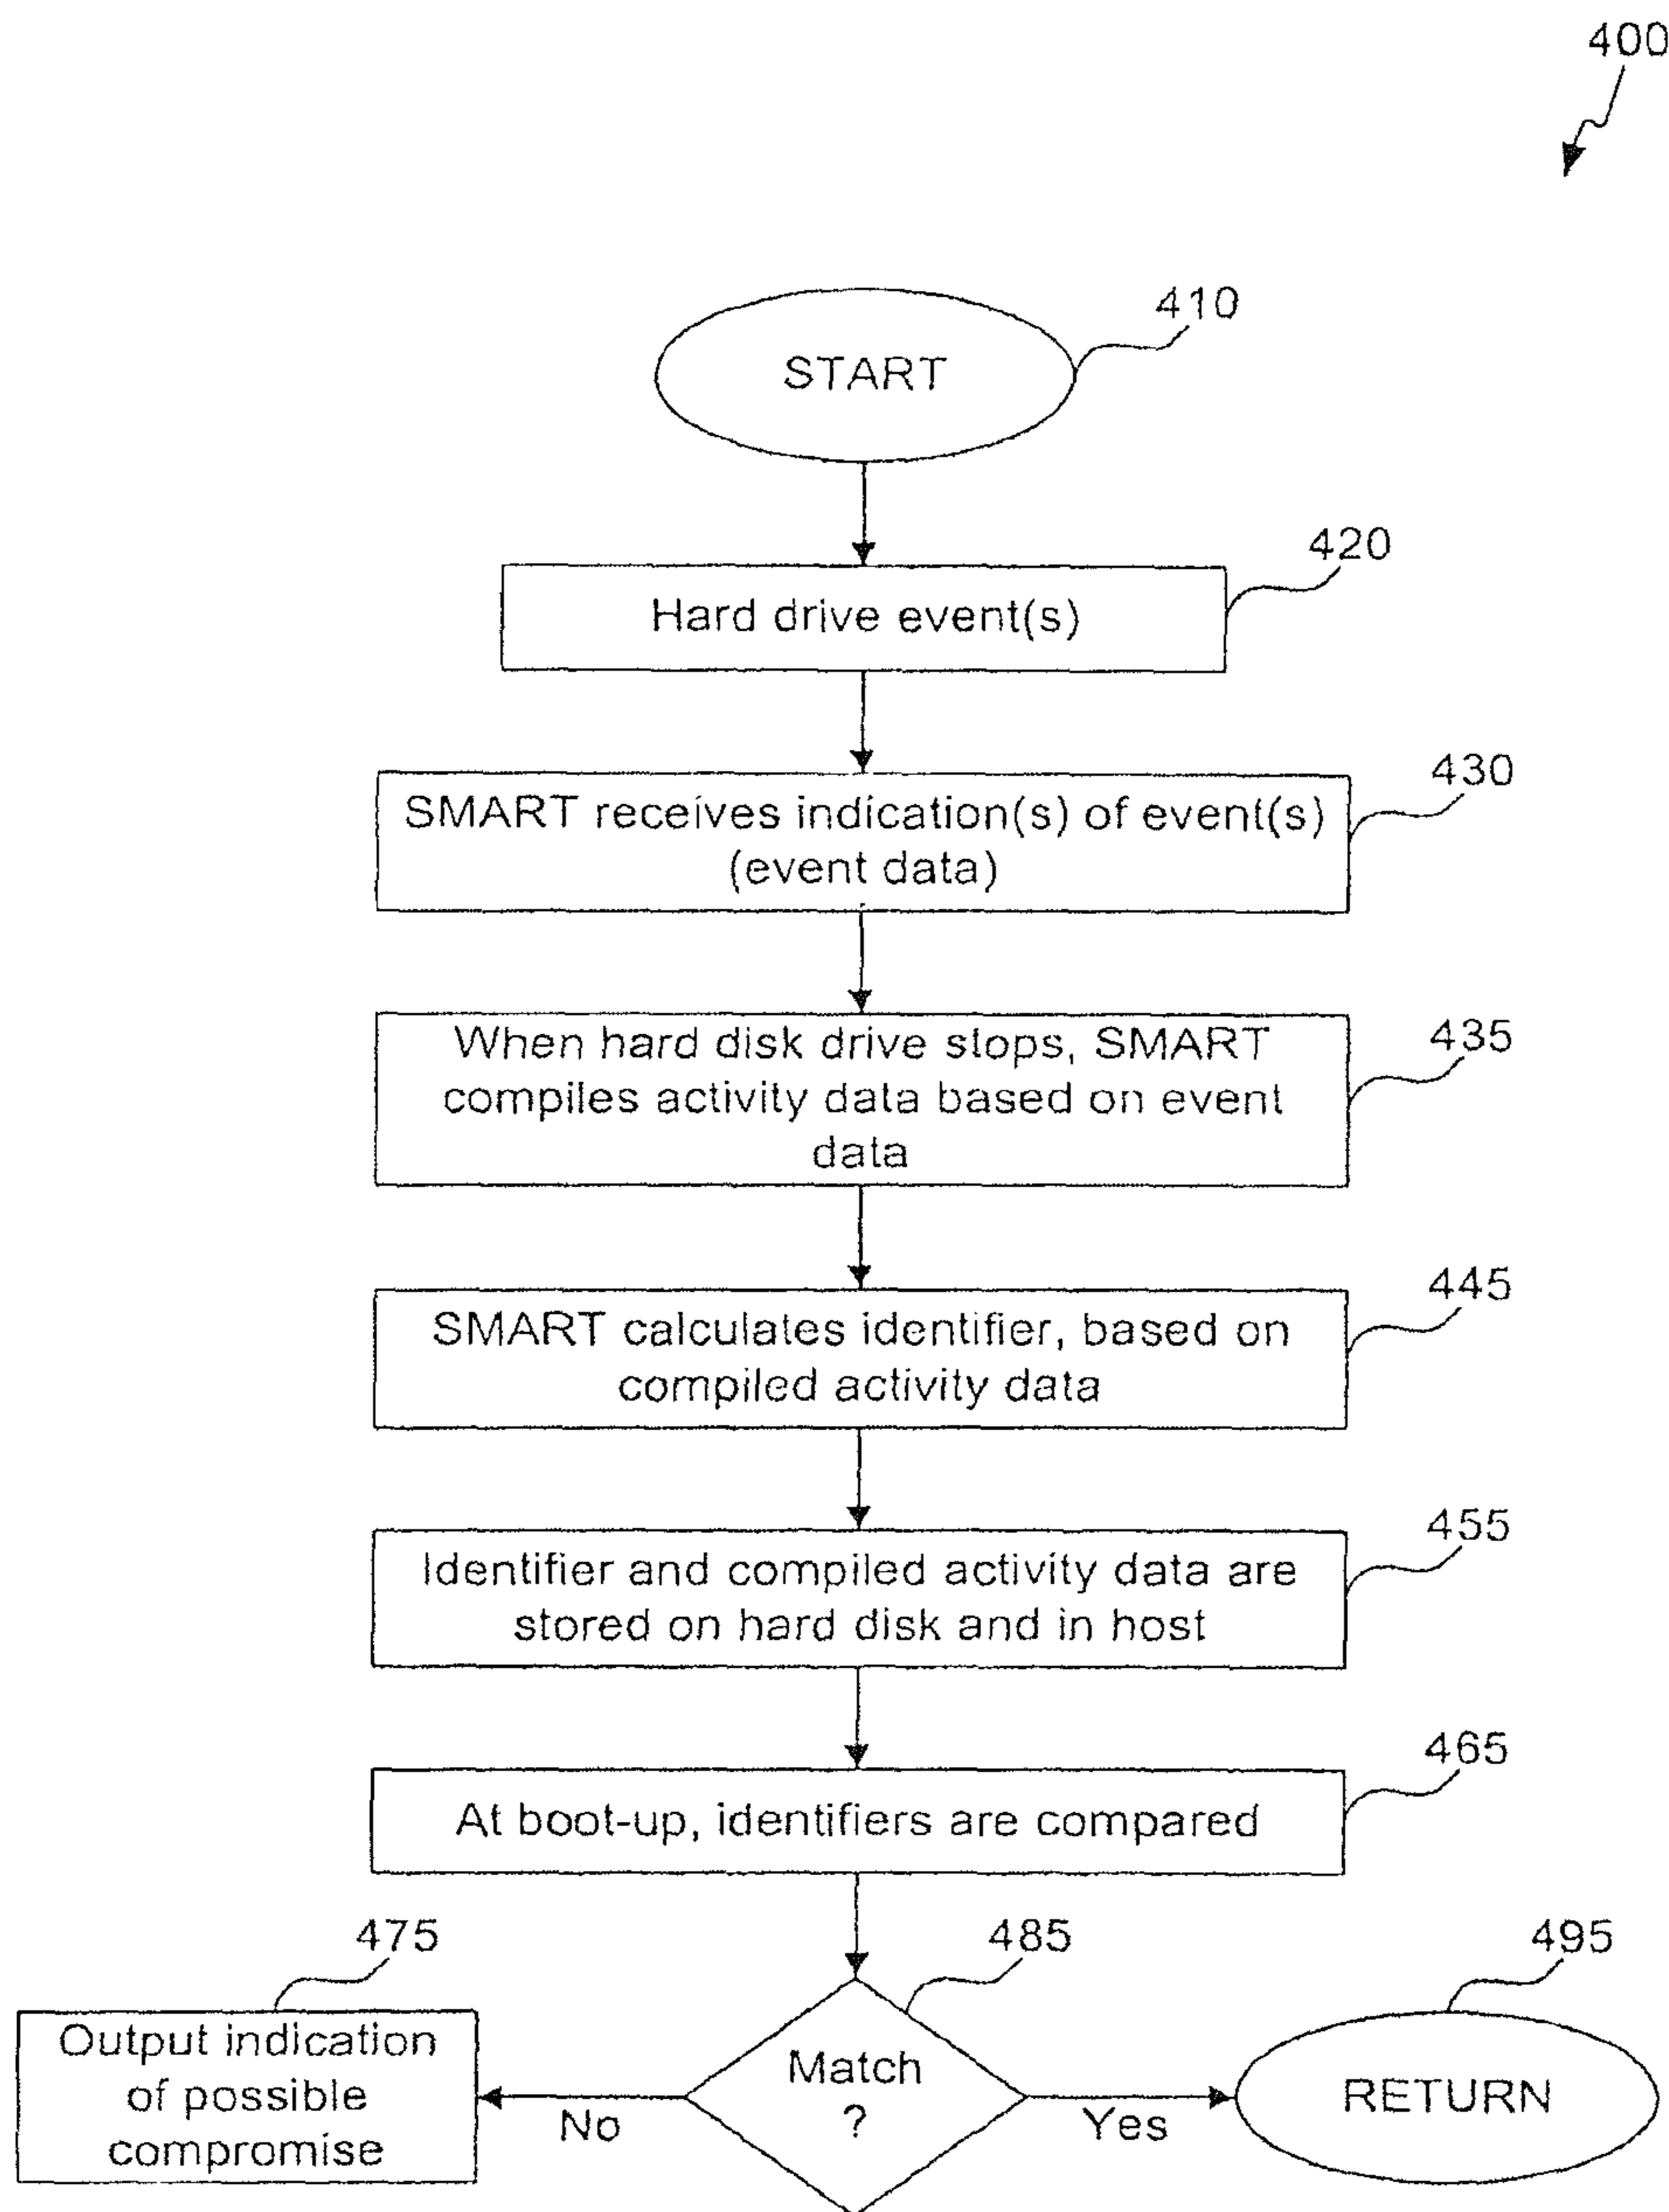 400
410
START
420
Hard drive event(s)
430
SMART receives indication(s) of event(s)
(event data)
435
When hard disk drive stops, SMART
compiles activity data based on event
data
445
SMART calculates identifier, based on
compiled activity data
455
Identifier and compiled activity data are
stored on hard disk and in host
465
At boot-up, identifiers are compared
475
485
495
Output indication
of possible
compromise
No
Match
?
Yes
RETURN